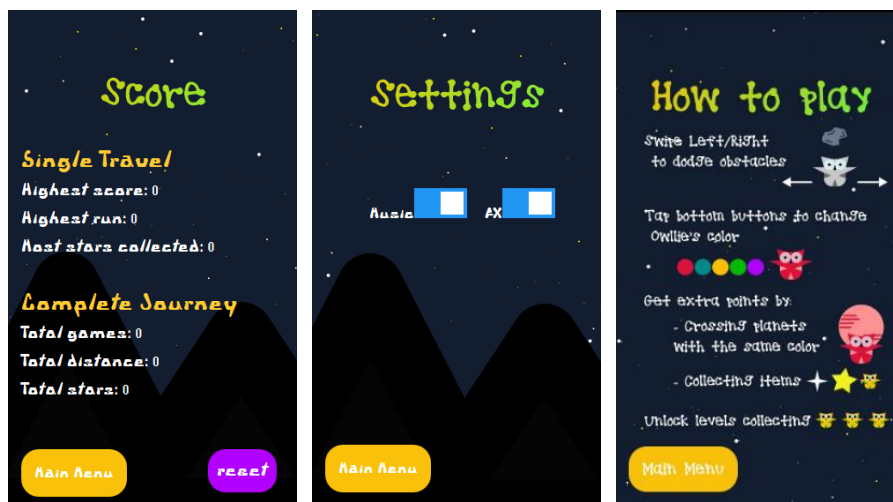 Score
Single Travel
Highest score: 0
Highest run: 0
Most stars collected: 0
Complete Journey
Total games: 0
Total distance: 0
Total stars: 0
Main Menu
reset
Settings
Music
FX
Main Menu
How to play
Swipe Left/Right
to dodge obstacles
Tap bottom buttons to change
Owllie's color
Get extra points by:
- Crossing planets
with the same color
- Collecting items
Unlock levels collecting
Main Menu